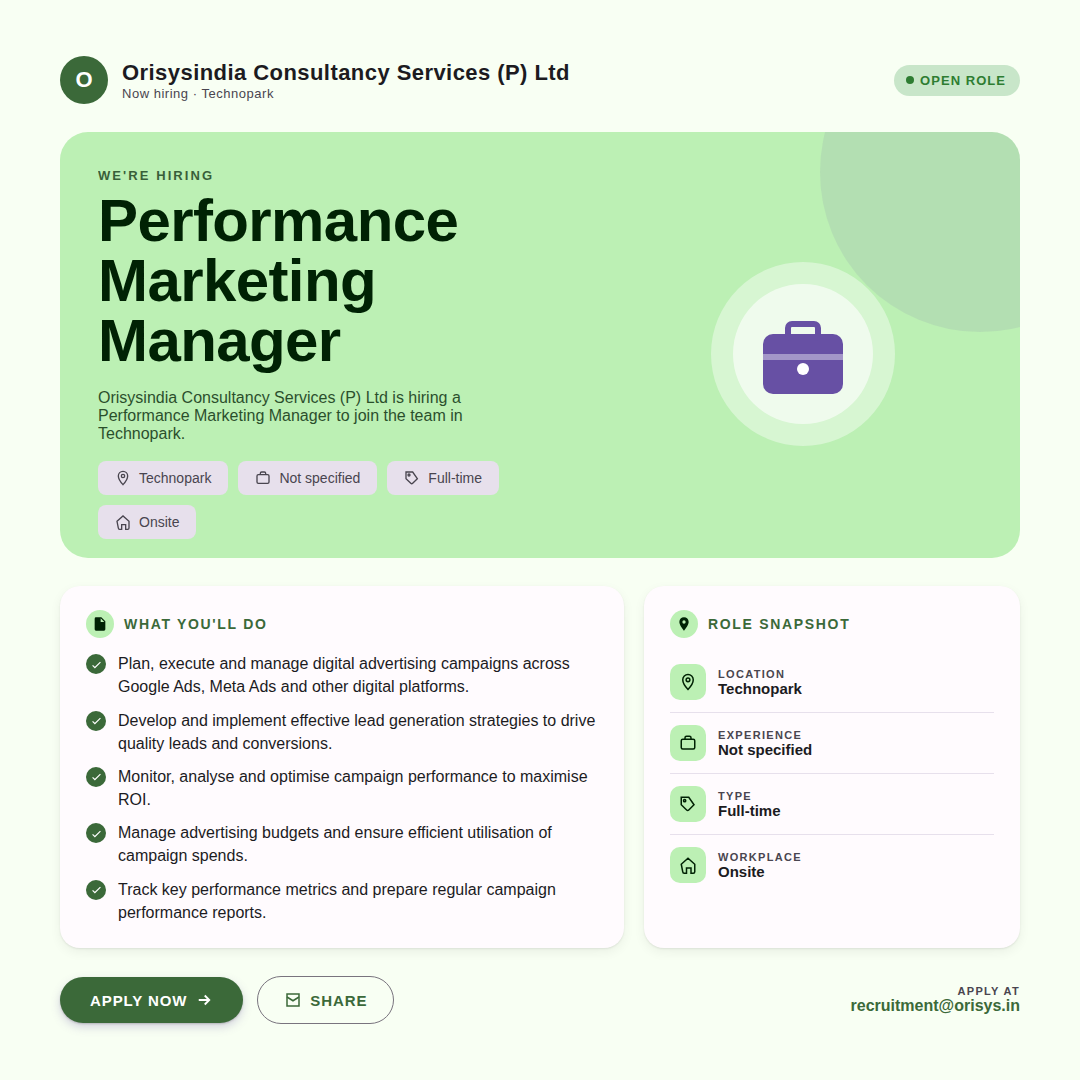 O
Orisysindia Consultancy Services (P) Ltd
Now hiring · Technopark
OPEN ROLE
WE'RE HIRING
Performance
Marketing
Manager
Orisysindia Consultancy Services (P) Ltd is hiring a
Performance Marketing Manager to join the team in
Technopark.
Technopark
Not specified
Full-time
Onsite
WHAT YOU'LL DO
Plan, execute and manage digital advertising campaigns across
Google Ads, Meta Ads and other digital platforms.
Develop and implement effective lead generation strategies to drive
quality leads and conversions.
Monitor, analyse and optimise campaign performance to maximise
ROI.
Manage advertising budgets and ensure efficient utilisation of
campaign spends.
Track key performance metrics and prepare regular campaign
performance reports.
ROLE SNAPSHOT
LOCATION
Technopark
EXPERIENCE
Not specified
TYPE
Full-time
WORKPLACE
Onsite
APPLY NOW
SHARE
APPLY AT
recruitment@orisys.in